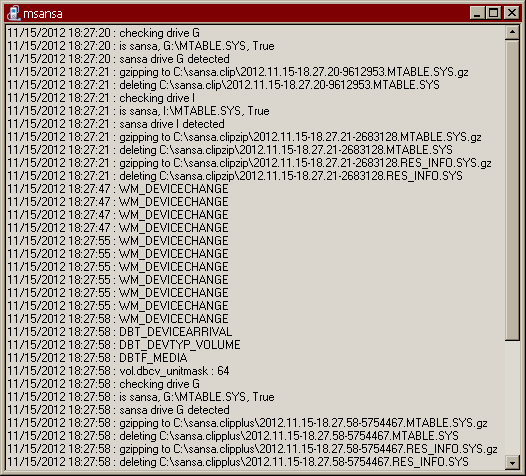 msansa
11/15/2012 18:27:20 : checking drive G
11/15/2012 18:27:20 : is sansa, G:\MTABLE.SYS, True
11/15/2012 18:27:20 : sansa drive G detected
11/15/2012 18:27:21 : gzipping to C:\sansa.clip\2012.11.15-18.27.20-9612953.MTABLE.SYS.gz
11/15/2012 18:27:21 : deleting C:\sansa.clip\2012.11.15-18.27.20-9612953.MTABLE.SYS
11/15/2012 18:27:21 : checking drive I
11/15/2012 18:27:21 : is sansa, I:\MTABLE.SYS, True
11/15/2012 18:27:21 : sansa drive I detected
11/15/2012 18:27:21 : gzipping to C:\sansa.clipzip\2012.11.15-18.27.21-2683128.MTABLE.SYS.gz
11/15/2012 18:27:21 : deleting C:\sansa.clipzip\2012.11.15-18.27.21-2683128.MTABLE.SYS
11/15/2012 18:27:21 : gzipping to C:\sansa.clipzip\2012.11.15-18.27.21-2683128.RES_INFO.SYS.gz
11/15/2012 18:27:21 : deleting C:\sansa.clipzip\2012.11.15-18.27.21-2683128.RES_INFO.SYS
11/15/2012 18:27:47 : WM_DEVICECHANGE
11/15/2012 18:27:47 : WM_DEVICECHANGE
11/15/2012 18:27:47 : WM_DEVICECHANGE
11/15/2012 18:27:47 : WM_DEVICECHANGE
11/15/2012 18:27:55 : WM_DEVICECHANGE
11/15/2012 18:27:55 : WM_DEVICECHANGE
11/15/2012 18:27:55 : WM_DEVICECHANGE
11/15/2012 18:27:55 : WM_DEVICECHANGE
11/15/2012 18:27:55 : WM_DEVICECHANGE
11/15/2012 18:27:55 : WM_DEVICECHANGE
11/15/2012 18:27:58 : WM_DEVICECHANGE
11/15/2012 18:27:58 : DBT_DEVICEARRIVAL
11/15/2012 18:27:58 : DBT_DEVTYP_VOLUME
11/15/2012 18:27:58 : DBTF_MEDIA
11/15/2012 18:27:58 : vol.dbcv_unitmask : 64
11/15/2012 18:27:58 : checking drive G
11/15/2012 18:27:58 : is sansa, G:\MTABLE.SYS, True
11/15/2012 18:27:58 : sansa drive G detected
11/15/2012 18:27:58 : gzipping to C:\sansa.clipplus\2012.11.15-18.27.58-5754467.MTABLE.SYS.gz
11/15/2012 18:27:58 : deleting C:\sansa.clipplus\2012.11.15-18.27.58-5754467.MTABLE.SYS
11/15/2012 18:27:58 : gzipping to C:\sansa.clipplus\2012.11.15-18.27.58-5754467.RES_INFO.SYS.gz
11/15/2012 18:27:58 : deleting C:\sansa.clipplus\2012.11.15-18.27.58-5754467.RES_INFO.SYS